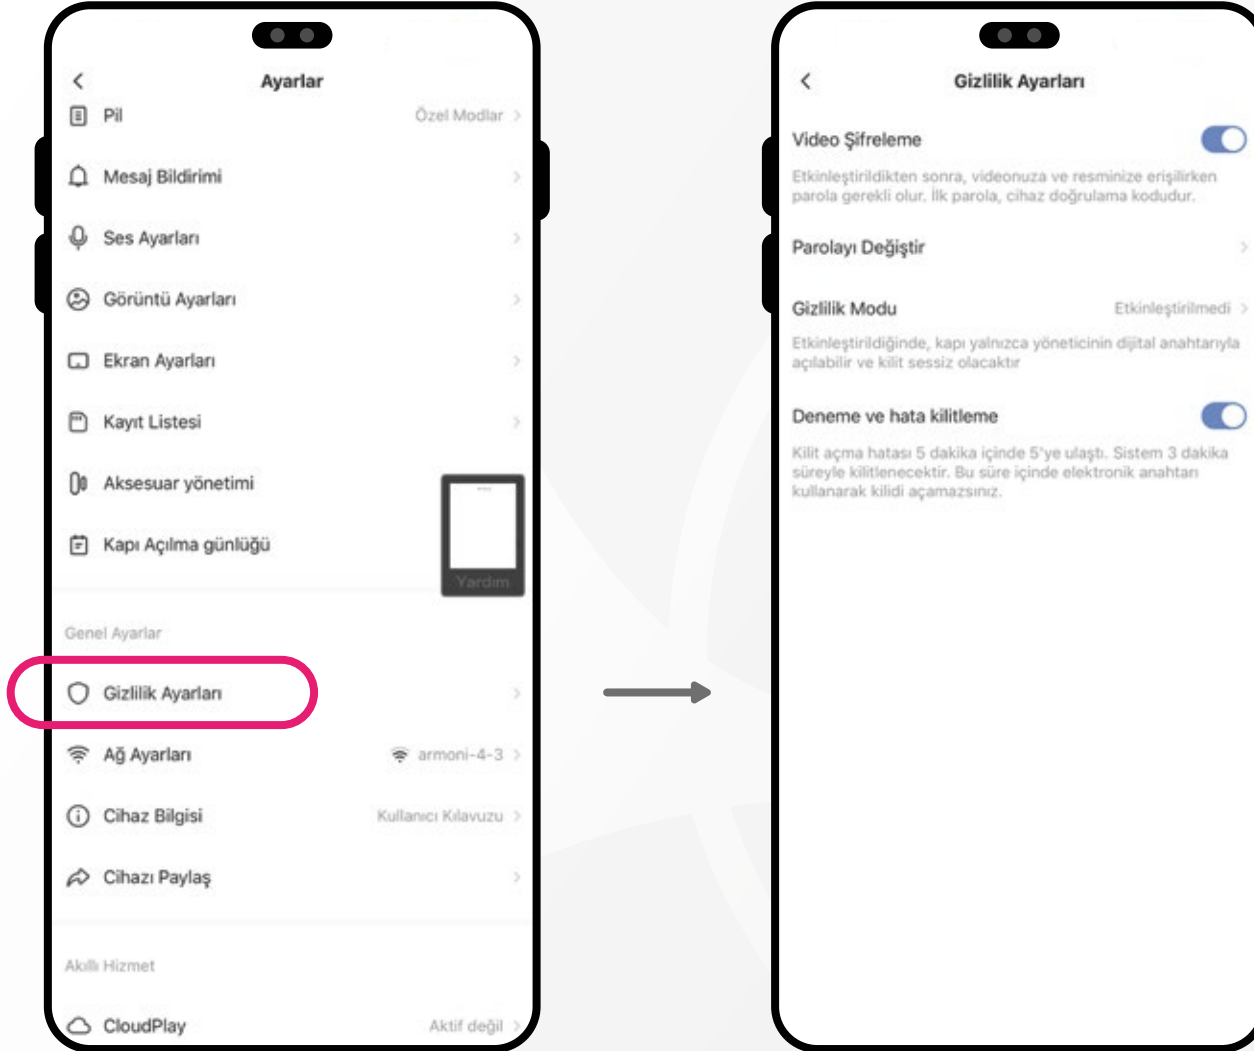 Ayarlar
Pil Özel Modlar
Mesaj Bildirimi
Ses Ayarları
Görüntü Ayarları
Ekran Ayarları
Kayıt Listesi
Aksesuar yönetimi
Kapı Açılma günlüğü
Yardım
Genel Ayarlar
Gizlilik Ayarları
Ağ Ayarları armoni-4-3
Cihaz Bilgisi Kullanıcı Kılavuzu
Cihazı Paylaş
Akıllı Hizmet
CloudPlay Aktif değil
Gizlilik Ayarları
Video Şifreleme
Etkinleştirildikten sonra, videonuza ve resminize erişilirken
parola gerekli olur. İlk parola, cihaz doğrulama kodudur.
Parolayı Değiştir
Gizlilik Modu Etkinleştirilmedi
Etkinleştirildiğinde, kapı yalnızca yöneticinin dijital anahtarıyla
açılabilir ve kilit sessiz olacaktır
Deneme ve hata kilitleme
Kilit açma hatası 5 dakika içinde 5'ye ulaştı. Sistem 3 dakika
süreyle kilitlenecektir. Bu süre içinde elektronik anahtarı
kullanarak kilidi açamazsınız.